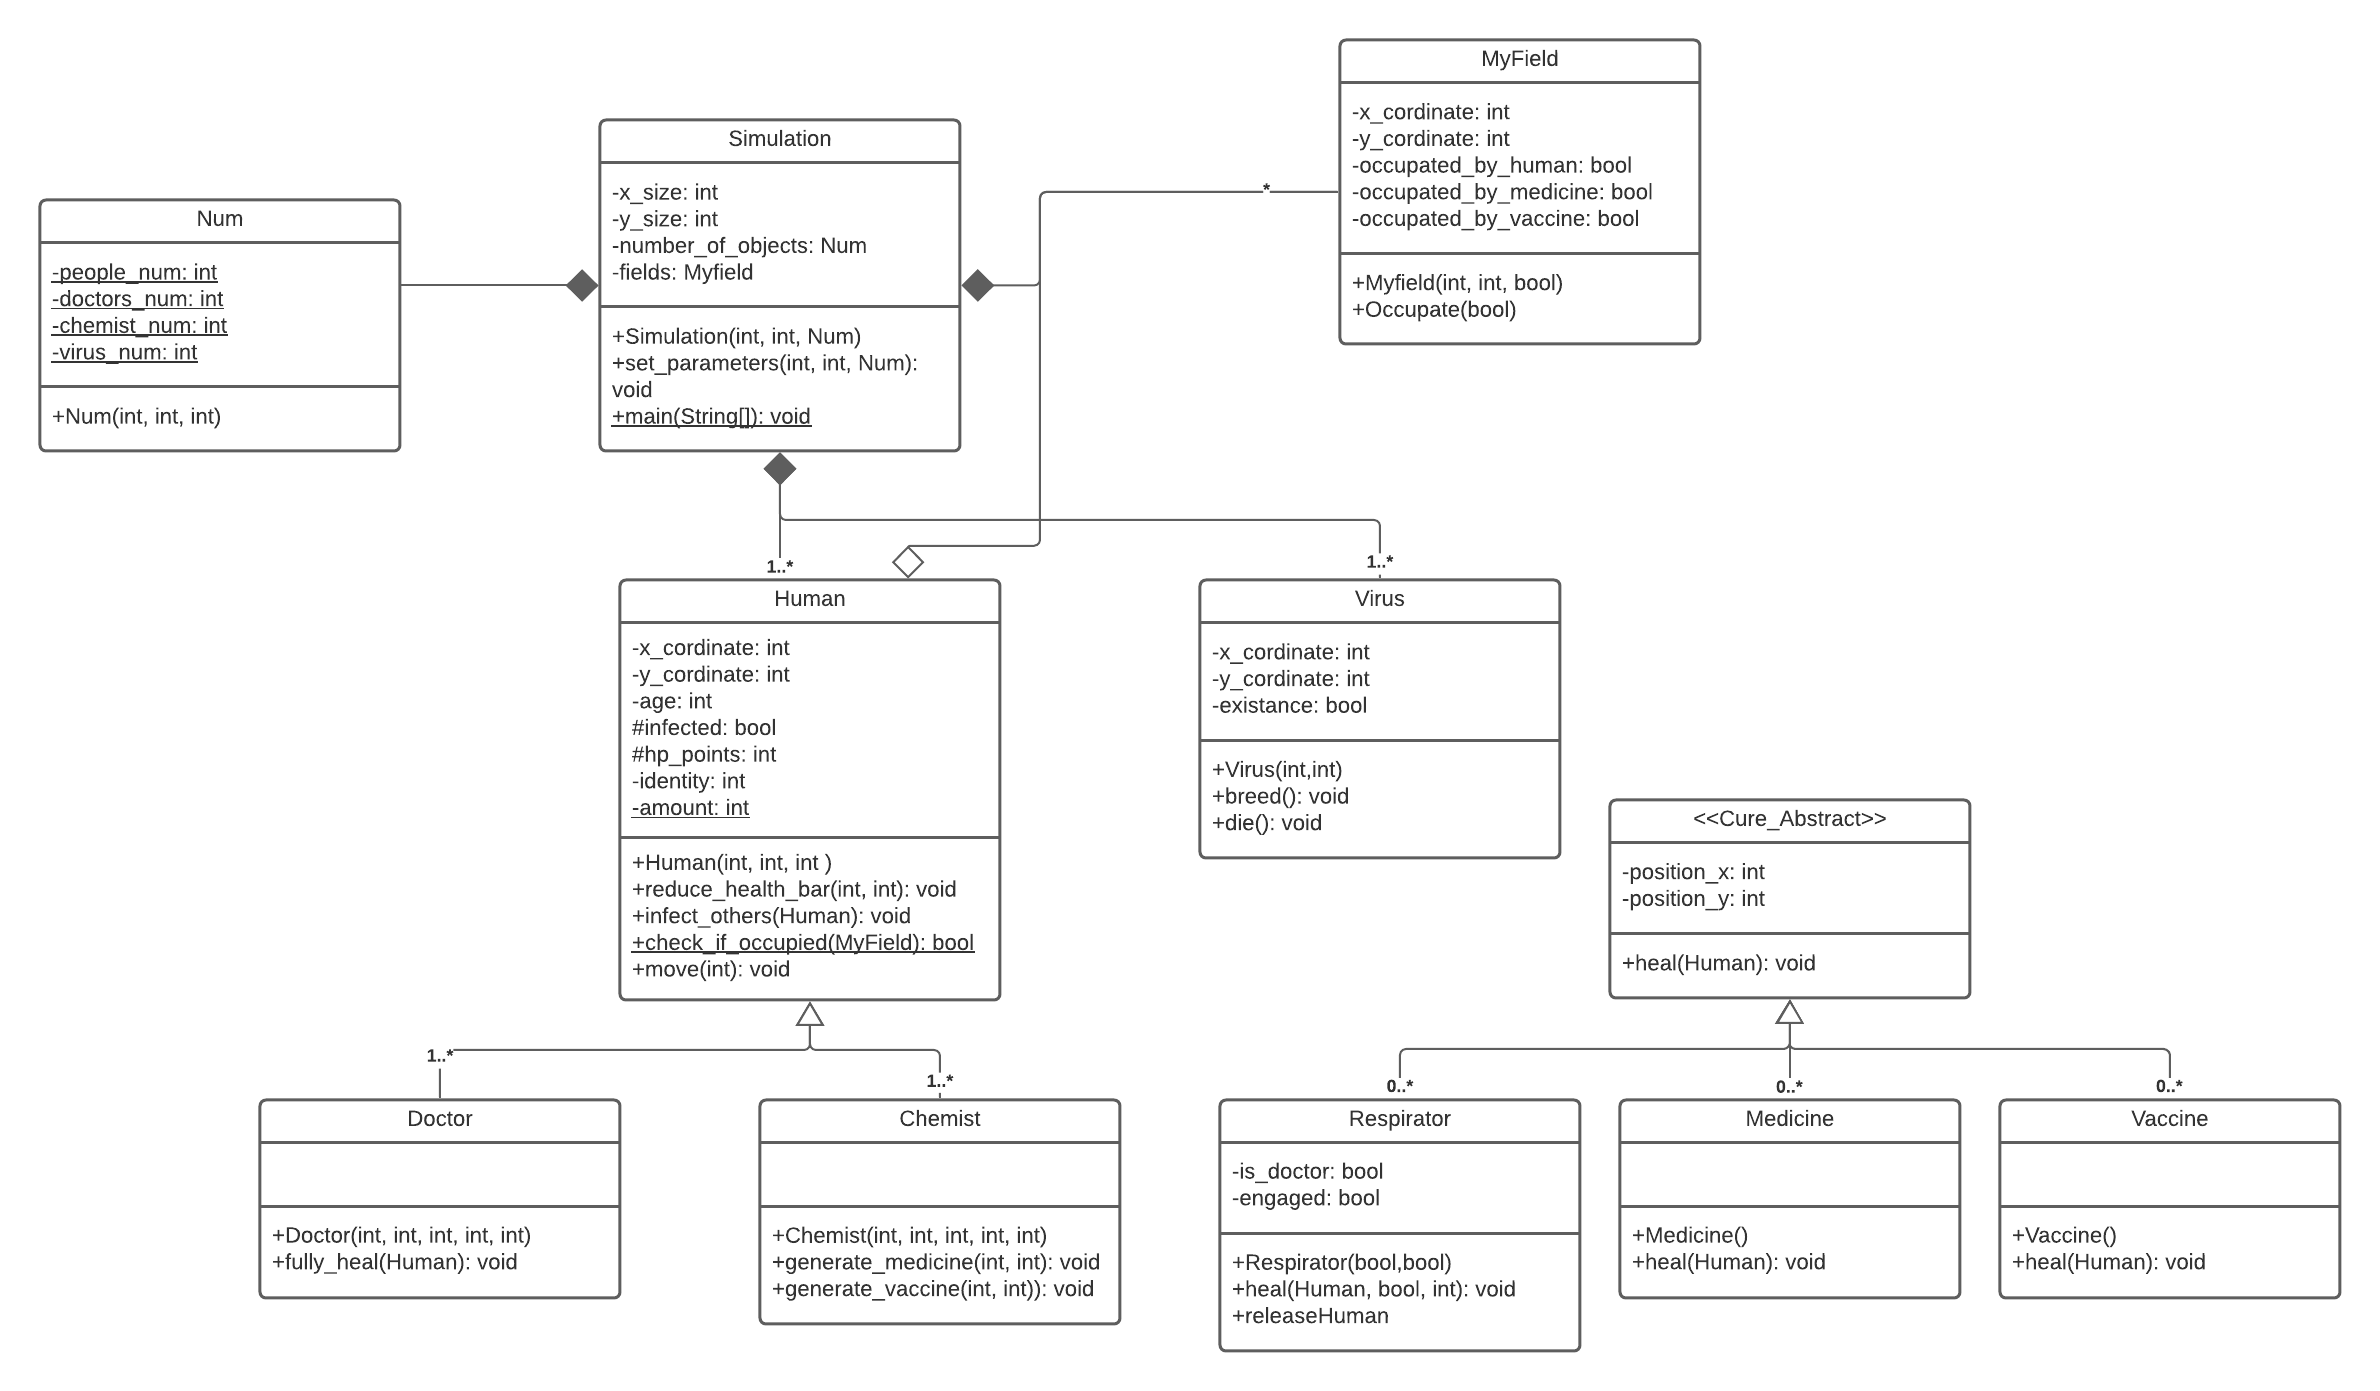 MyField
-x_cordinate: int
-y_cordinate: int
-occupated_by_human: bool
-occupated_by_medicine: bool
-occupated_by_vaccine: bool
+Myfield(int, int, bool)
+Occupate(bool)
*
Simulation
-x_size: int
-y_size: int
-number_of_objects: Num
-fields: Myfield
+Simulation(int, int, Num)
+set_parameters(int, int, Num):
void
+main(String[]): void
Num
-people_num: int
-doctors_num: int
-chemist_num: int
-virus_num: int
+Num(int, int, int)
1..*
1..*
Human
-x_cordinate: int
-y_cordinate: int
-age: int
#infected: bool
#hp_points: int
-identity: int
-amount: int
+Human(int, int, int )
+reduce_health_bar(int, int): void
+infect_others(Human): void
+check_if_occupied(MyField): bool
+move(int): void
Virus
-x_cordinate: int
-y_cordinate: int
-existance: bool
+Virus(int,int)
+breed(): void
+die(): void
<<Cure_Abstract>>
-position_x: int
-position_y: int
+heal(Human): void
1..*
1..*
0..*
0..*
0..*
Doctor
+Doctor(int, int, int, int, int)
+fully_heal(Human): void
Chemist
+Chemist(int, int, int, int, int)
+generate_medicine(int, int): void
+generate_vaccine(int, int)): void
Respirator
-is_doctor: bool
-engaged: bool
+Respirator(bool,bool)
+heal(Human, bool, int): void
+releaseHuman
Medicine
+Medicine()
+heal(Human): void
Vaccine
+Vaccine()
+heal(Human): void